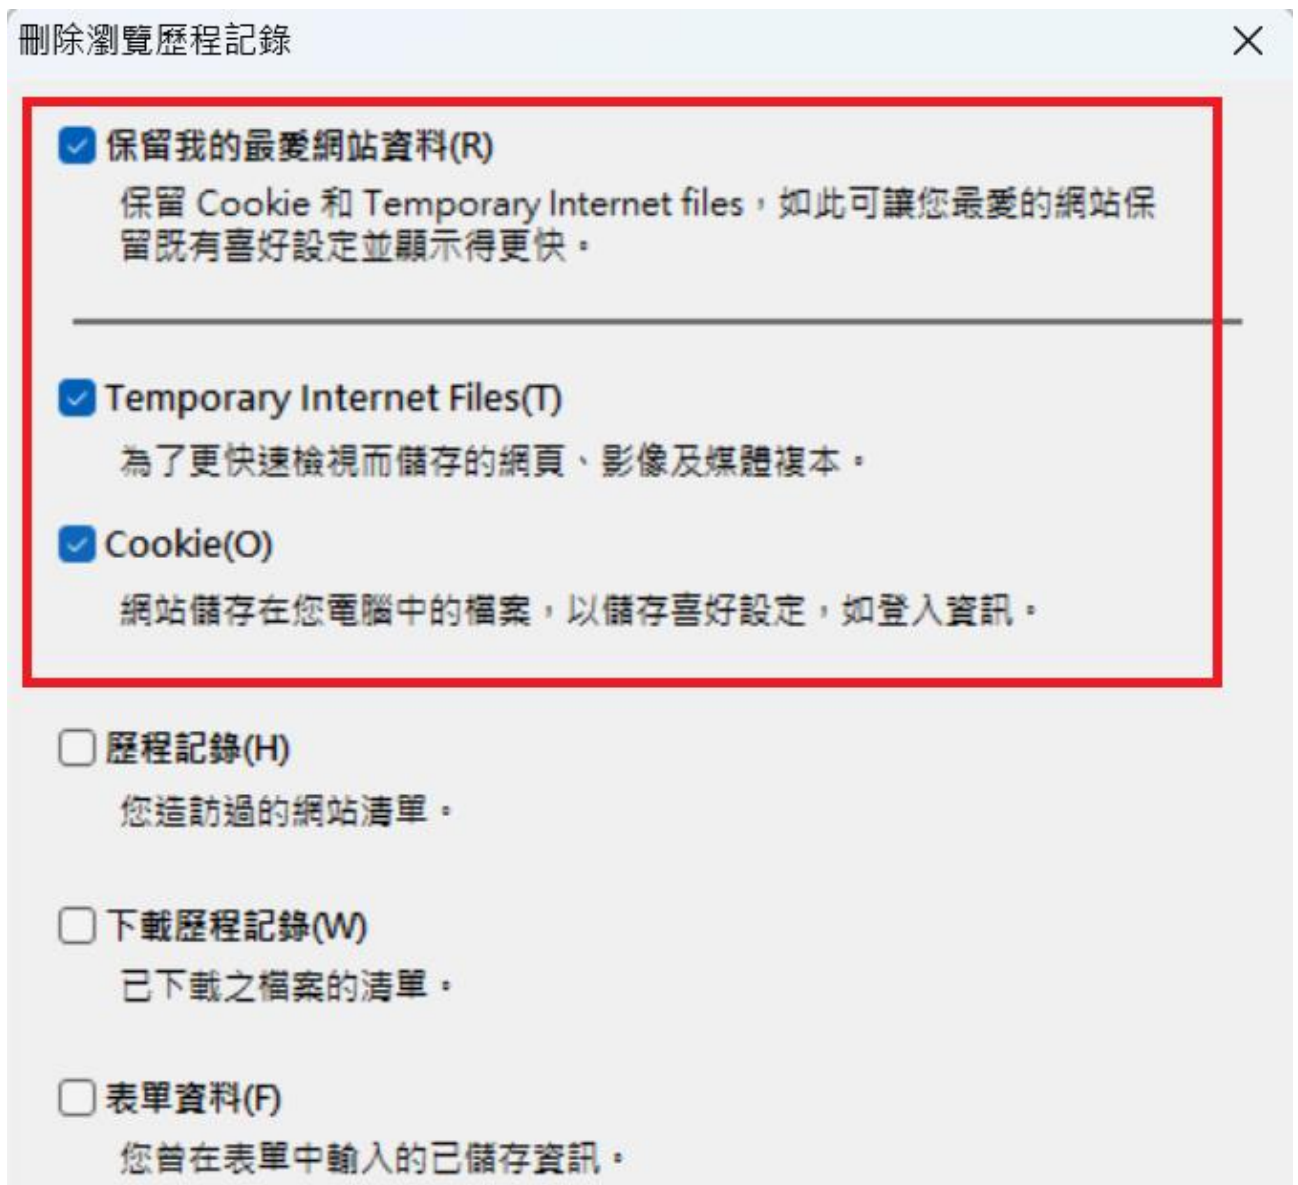 刪除瀏覽歷程記錄
保留我的最愛網站資料(R)
保留 Cookie 和 Temporary Internet files，如此可讓您最愛的網站保
留既有喜好設定並顯示得更快。
Temporary Internet Files(T)
為了更快速檢視而儲存的網頁、影像及媒體複本。
Cookie(O)
網站儲存在您電腦中的檔案，以儲存喜好設定，如登入資訊。
歷程記錄(H)
您造訪過的網站清單。
下載歷程記錄(W)
已下載之檔案的清單。
表單資料(F)
您曾在表單中輸入的已儲存資訊。